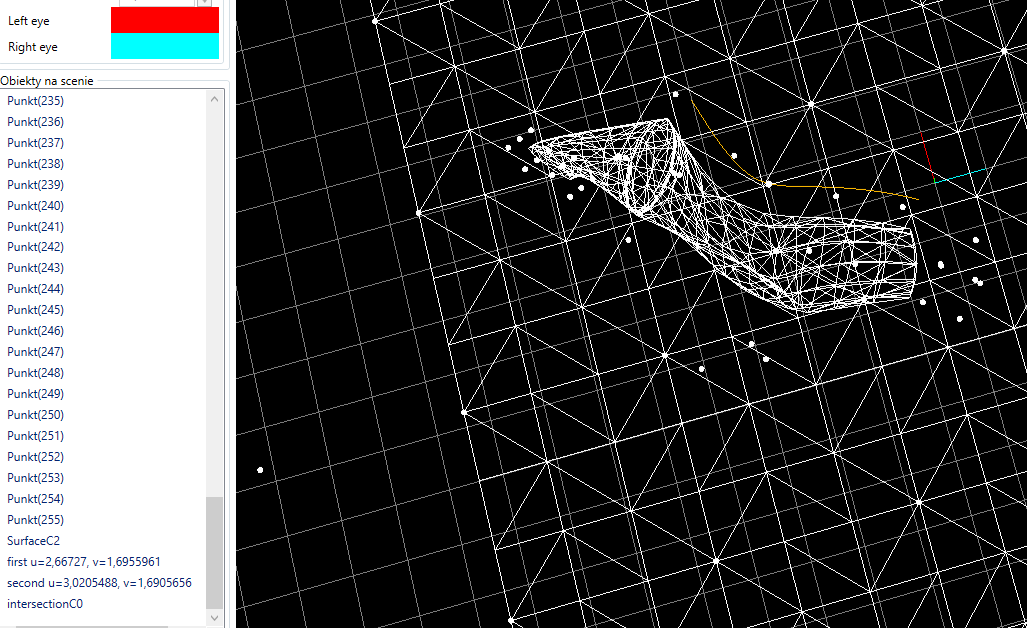 Left eye
Right eye
Obiekty na scenie
Punkt(235)
Punkt(236)
Punkt(237)
Punkt(238)
Punkt(239)
Punkt(240)
Punkt(241)
Punkt(242)
Punkt(243)
Punkt(244)
Punkt(245)
Punkt(246)
Punkt(247)
Punkt(248)
Punkt(249)
Punkt(250)
Punkt(251)
Punkt(252)
Punkt(253)
Punkt(254)
Punkt(255)
SurfaceC2
first u=2,66727, v=1,6955961
second u=3,0205488, v=1,6905656
intersectionC0